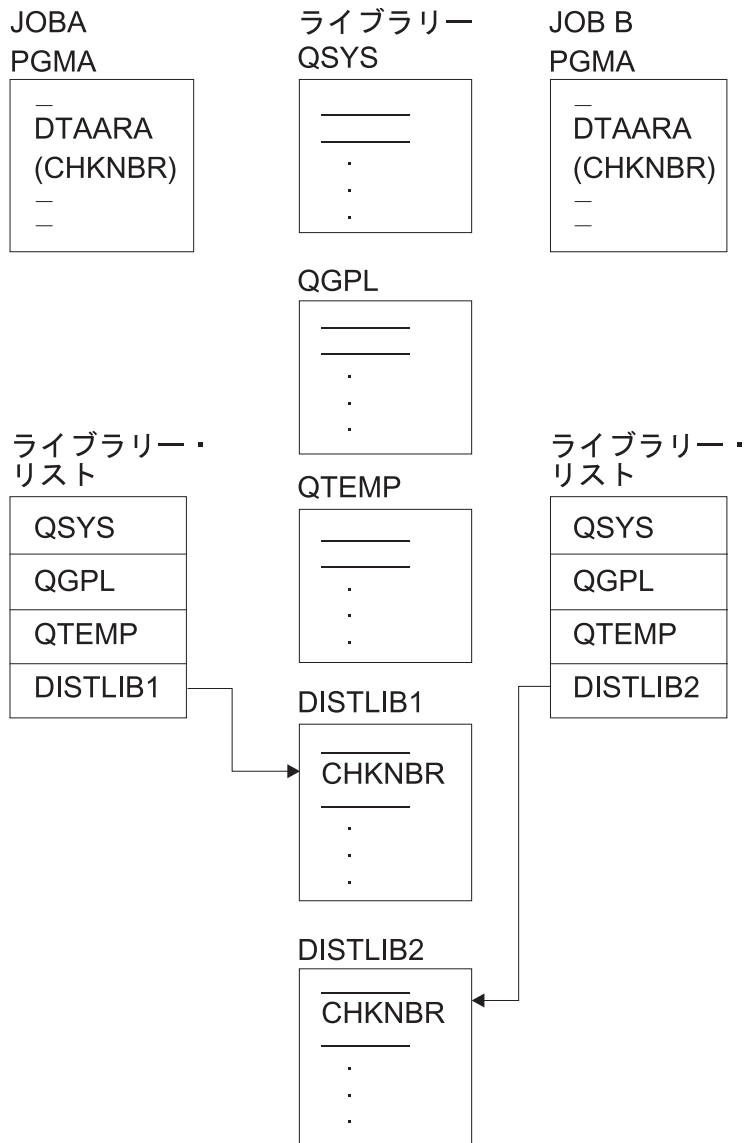 JOBA
PGMA
DTAARA
(CHKNBR)
ライブラリー・
リスト
QSYS
QGPL
QTEMP
DISTLIB1
ライブラリー
QSYS
QGPL
QTEMP
DISTLIB1
CHKNBR
DISTLIB2
CHKNBR
JOB B
PGMA
DTAARA
(CHKNBR)
ライブラリー・
リスト
QSYS
QGPL
QTEMP
DISTLIB2